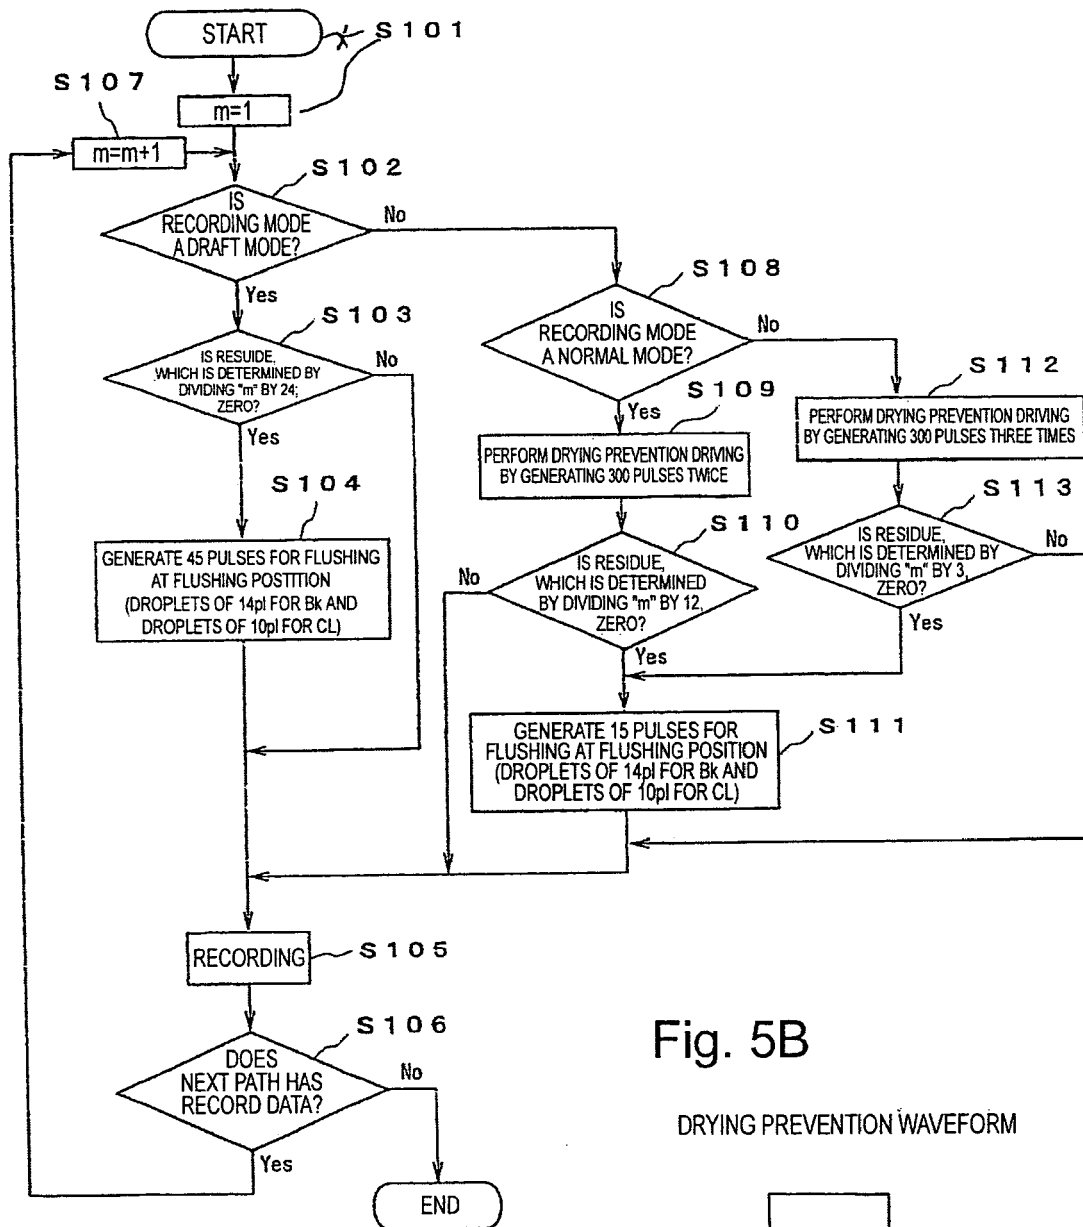 START
S101
m=1
S107
m=m+1
S102
IS
RECORDING MODE
A DRAFT MODE?
No
Yes
S103
IS RESUIDE,
WHICH IS DETERMINED BY
DIVIDING "m" BY 24;
ZERO?
No
Yes
S104
GENERATE 45 PULSES FOR FLUSHING
AT FLUSHING POSTITION
(DROPLETS OF 14pl FOR Bk AND
DROPLETS OF 10pl FOR CL)
S108
IS
RECORDING MODE
A NORMAL MODE?
No
Yes
S109
PERFORM DRYING PREVENTION DRIVING
BY GENERATING 300 PULSES TWICE
S110
IS RESIDUE,
WHICH IS DETERMINED
BY DIVIDING "m" BY 12,
ZERO?
No
Yes
S112
PERFORM DRYING PREVENTION DRIVING
BY GENERATING 300 PULSES THREE TIMES
S113
IS RESIDUE,
WHICH IS DETERMINED BY
DIVIDING "m" BY 3,
ZERO?
No
Yes
S111
GENERATE 15 PULSES FOR
FLUSHING AT FLUSHING POSITION
(DROPLETS OF 14pl FOR Bk AND
DROPLETS OF 10pl FOR CL)
RECORDING
S105
S106
DOES
NEXT PATH HAS
RECORD DATA?
No
Yes
END
Fig. 5B
DRYING PREVENTION WAVEFORM